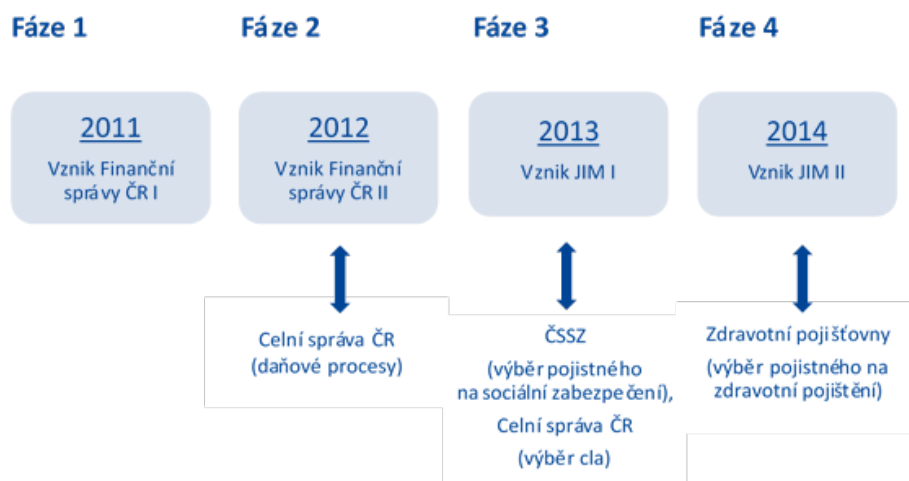 Fáze 1
Fáze 2
Fáze 3
Fáze 4
2011
Vznik Finanční
správy ČR I
2012
Vznik Finanční
správy ČR II
2013
Vznik JIM I
2014
Vznik JIM II
Celní správa ČR
(daňové procesy)
ČSSZ
(výběr pojistného
na sociální zabezpečení),
Celní správa ČR
(výběr cla)
Zdravotní pojišťovny
(výběr pojistného na
zdravotní pojištění)